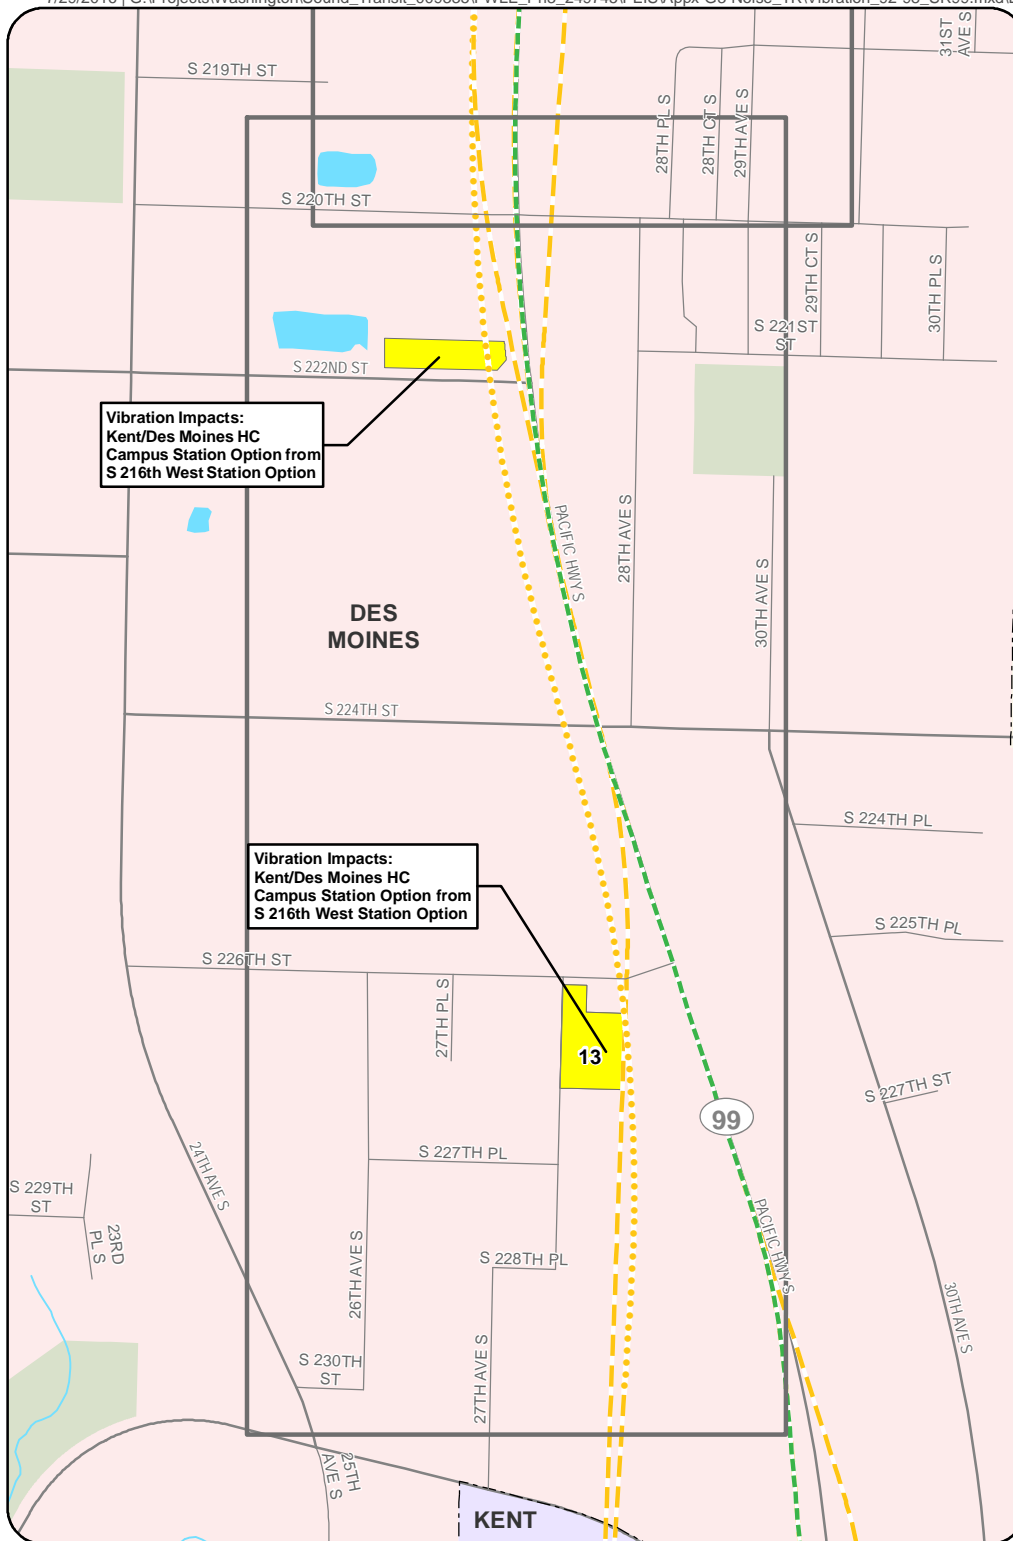 31ST
AVE S
S 219TH ST
28TH PL S
28TH CT S
29TH AVE S
S 220TH ST
29TH CT S
30TH PL S
S 221ST
ST
S 222ND ST
Vibration Impacts:
Kent/Des Moines HC
Campus Station Option from
S 216th West Station Option
PACIFIC HWY S
28TH AVE S
30TH AVE S
DES
MOINES
S 224TH ST
S 224TH PL
Vibration Impacts:
Kent/Des Moines HC
Campus Station Option from
S 216th West Station Option
S 225TH PL
S 226TH ST
27TH PL S
13
S 227TH ST
99
S 227TH PL
24TH AVE S
S 229TH
ST
23RD
PL S
PACIFIC HWY S
26TH AVE S
S 228TH PL
30TH AVE S
S 230TH
ST
27TH AVE S
25TH
AVE S
KENT